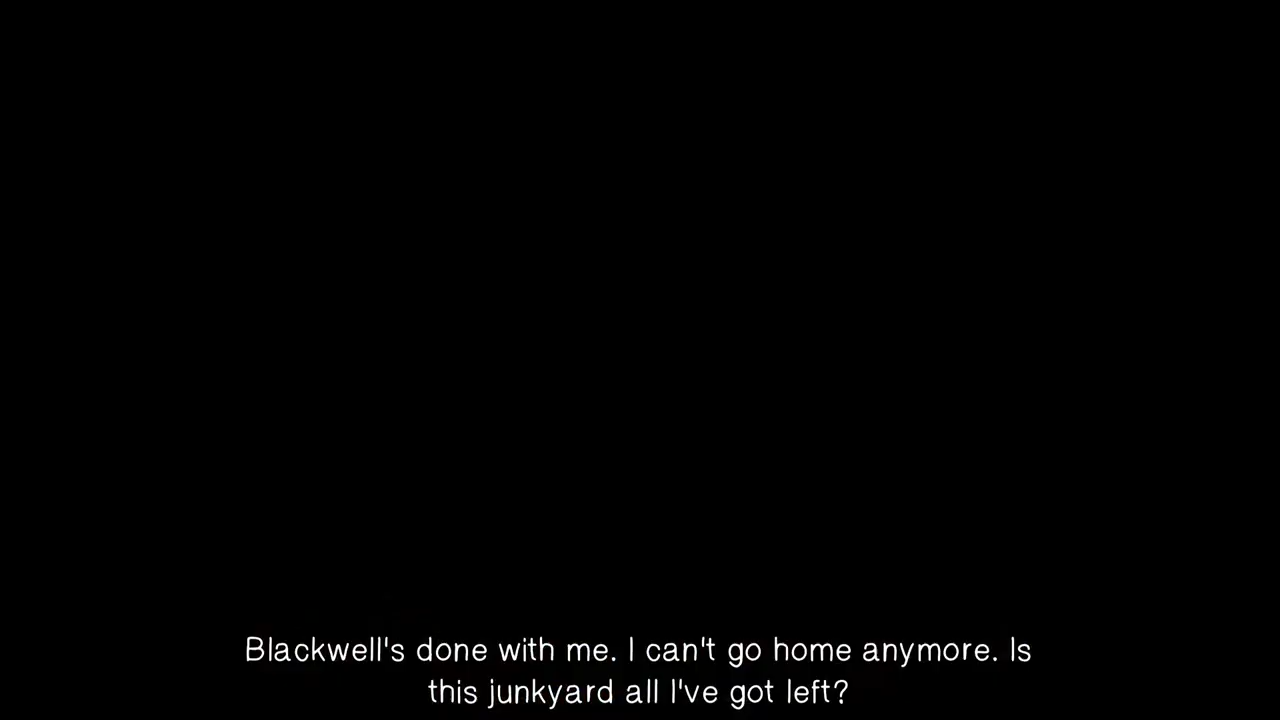 Blackwell's done with me. I can't go home anymore. Is
this junkyard all I've got left?